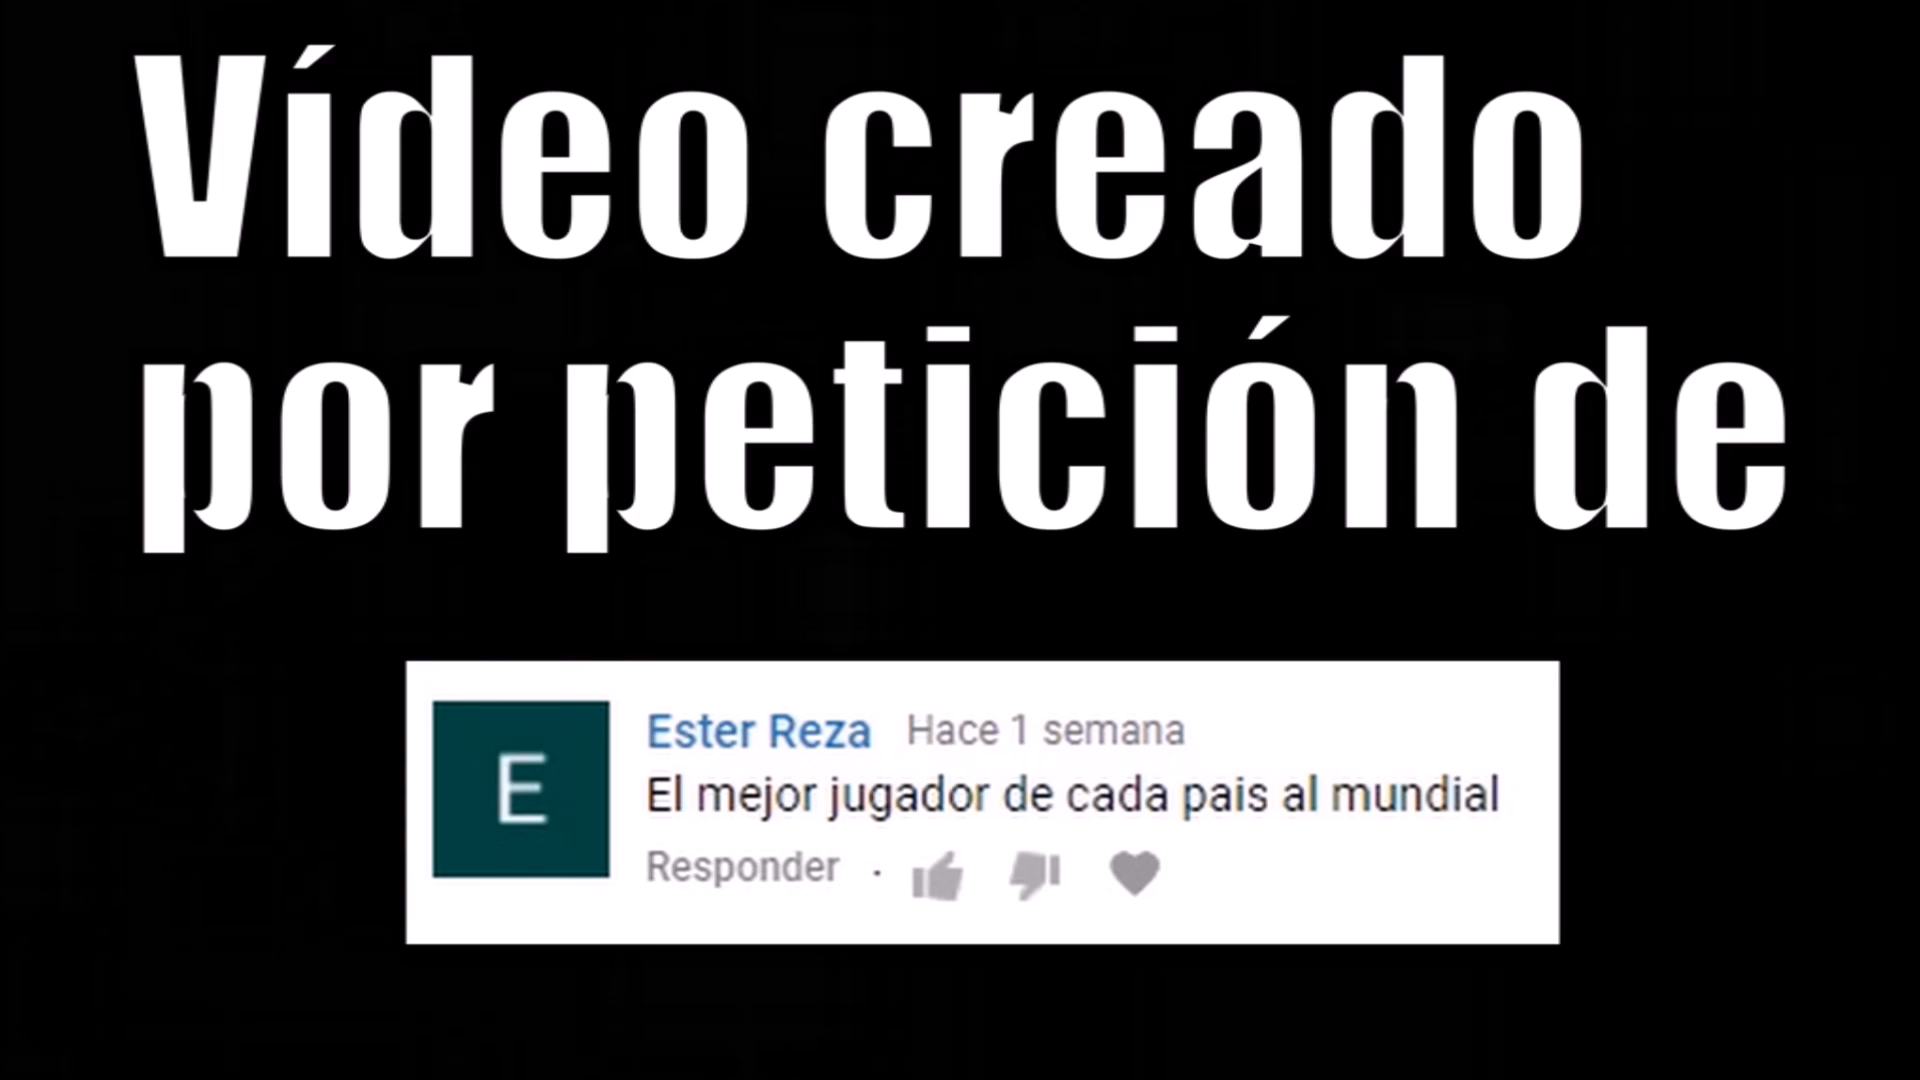 Vídeo creado
por petición de
E
Ester Reza Hace 1 semana
El mejor jugador de cada pais al mundial
Responder ·